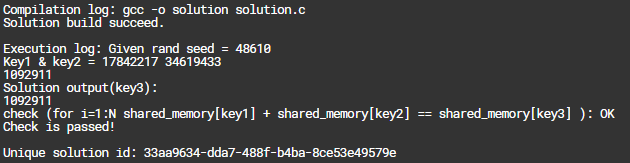 Compilation log: gcc -o solution solution.c
Solution build succeed.
Execution log: Given rand seed = 48610
Key1 & key2 = 17842217 34619433
1092911
Solution output(key3):
1092911
check (for i=1:N shared_memory[key1] + shared_memory[key2] == shared_memory[key3] ): OK
Check is passed!
Unique solution id: 33aa9634-dda7-488f-b4ba-8ce53e49579e